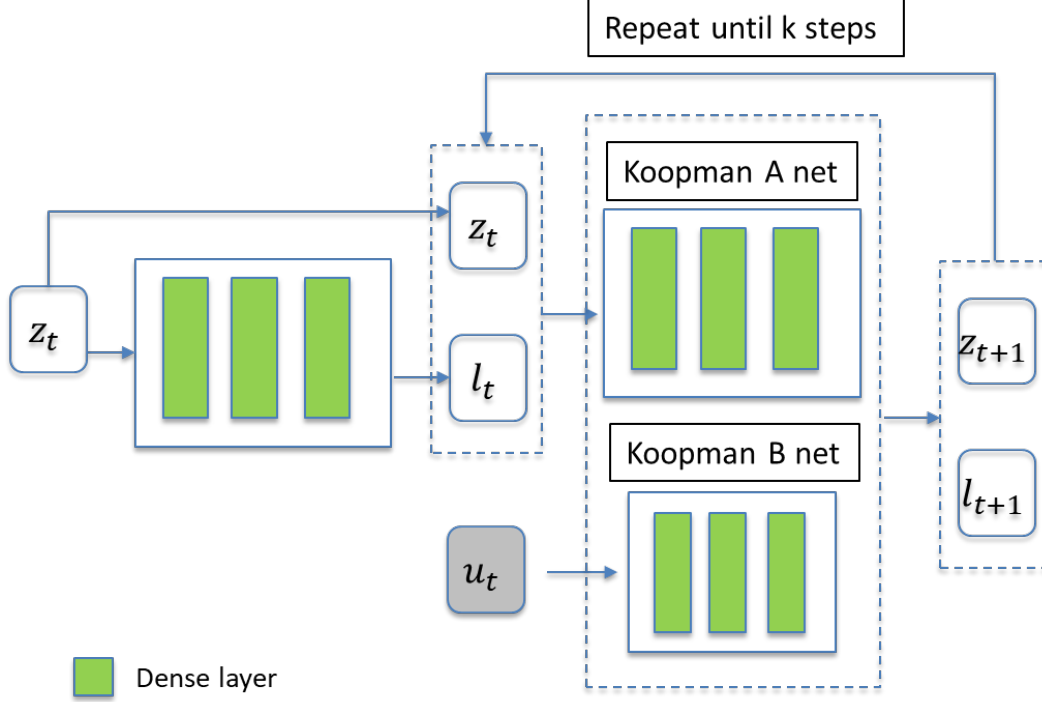 Repeat until k steps
Koopman A net
z_t
z_t
l_t
z_{t+1}
Koopman B net
l_{t+1}
u_t
Dense layer